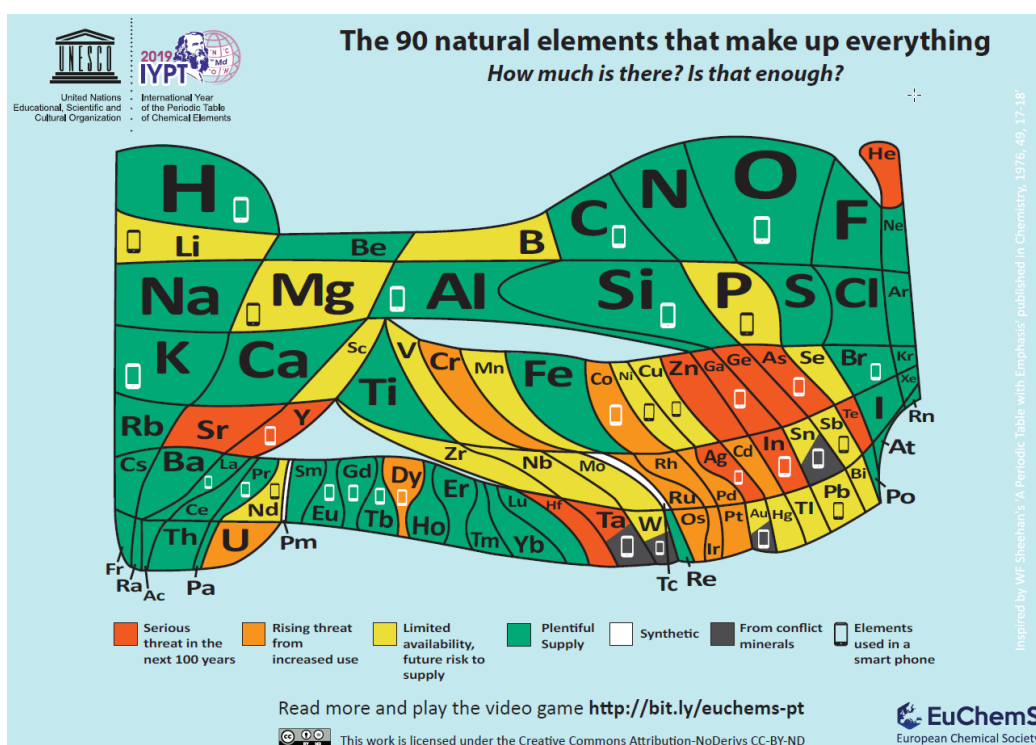 The 90 natural elements that make up everything
How much is there? Is that enough?
UNESCO
United Nations
Educational, Scientific and
Cultural Organization
2019
IYPT
International Year
of the Periodic Table
of Chemical Elements
H
He
Li
Be
B
C
N
O
F
Ne
Na
Mg
Al
Si
P
S
Cl
Ar
K
Ca
Sc
Ti
V
Cr
Mn
Fe
Co
Ni
Cu
Zn
Ga
Ge
As
Se
Br
Kr
Rb
Sr
Y
Zr
Nb
Mo
Tc
Rh
Ru
Pd
Ag
Cd
In
Sn
Sb
Te
I
Xe
Rn
Cs
Ba
La
Ce
Pr
Nd
Pm
Sm
Eu
Gd
Tb
Dy
Ho
Er
Tm
Yb
Lu
Hf
Ta
W
Re
Os
Ir
Pt
Au
Hg
Tl
Pb
Bi
Po
At
Fr
Ra
Ac
Th
Pa
U
Serious
threat in the
next 100 years
Rising threat
from
increased use
Limited
availability,
future risk to
supply
Plentiful
Supply
Synthetic
From conflict
minerals
Elements
used in a
smart phone
Read more and play the video game http://bit.ly/euchems-pt
This work is licensed under the Creative Commons Attribution-NoDerivs CC-BY-ND
EuChemS
European Chemical Society
Inspired by WF Sheehan's 'A Periodic Table with Emphasis' published in Chemistry, 1976, 49, 17-18'